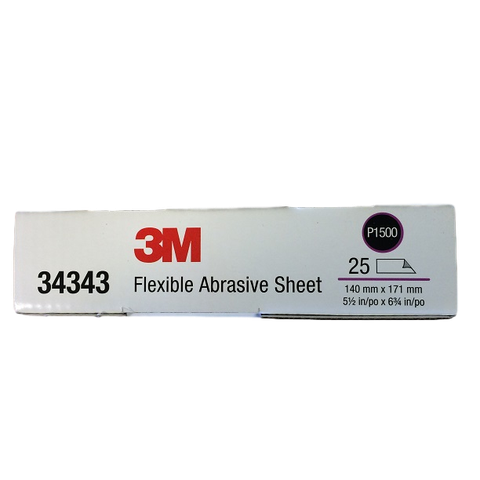 3M
P1500
34343
Flexible Abrasive Sheet
25
140 mm x 171 mm
5½ in/po x 6¾ in/po